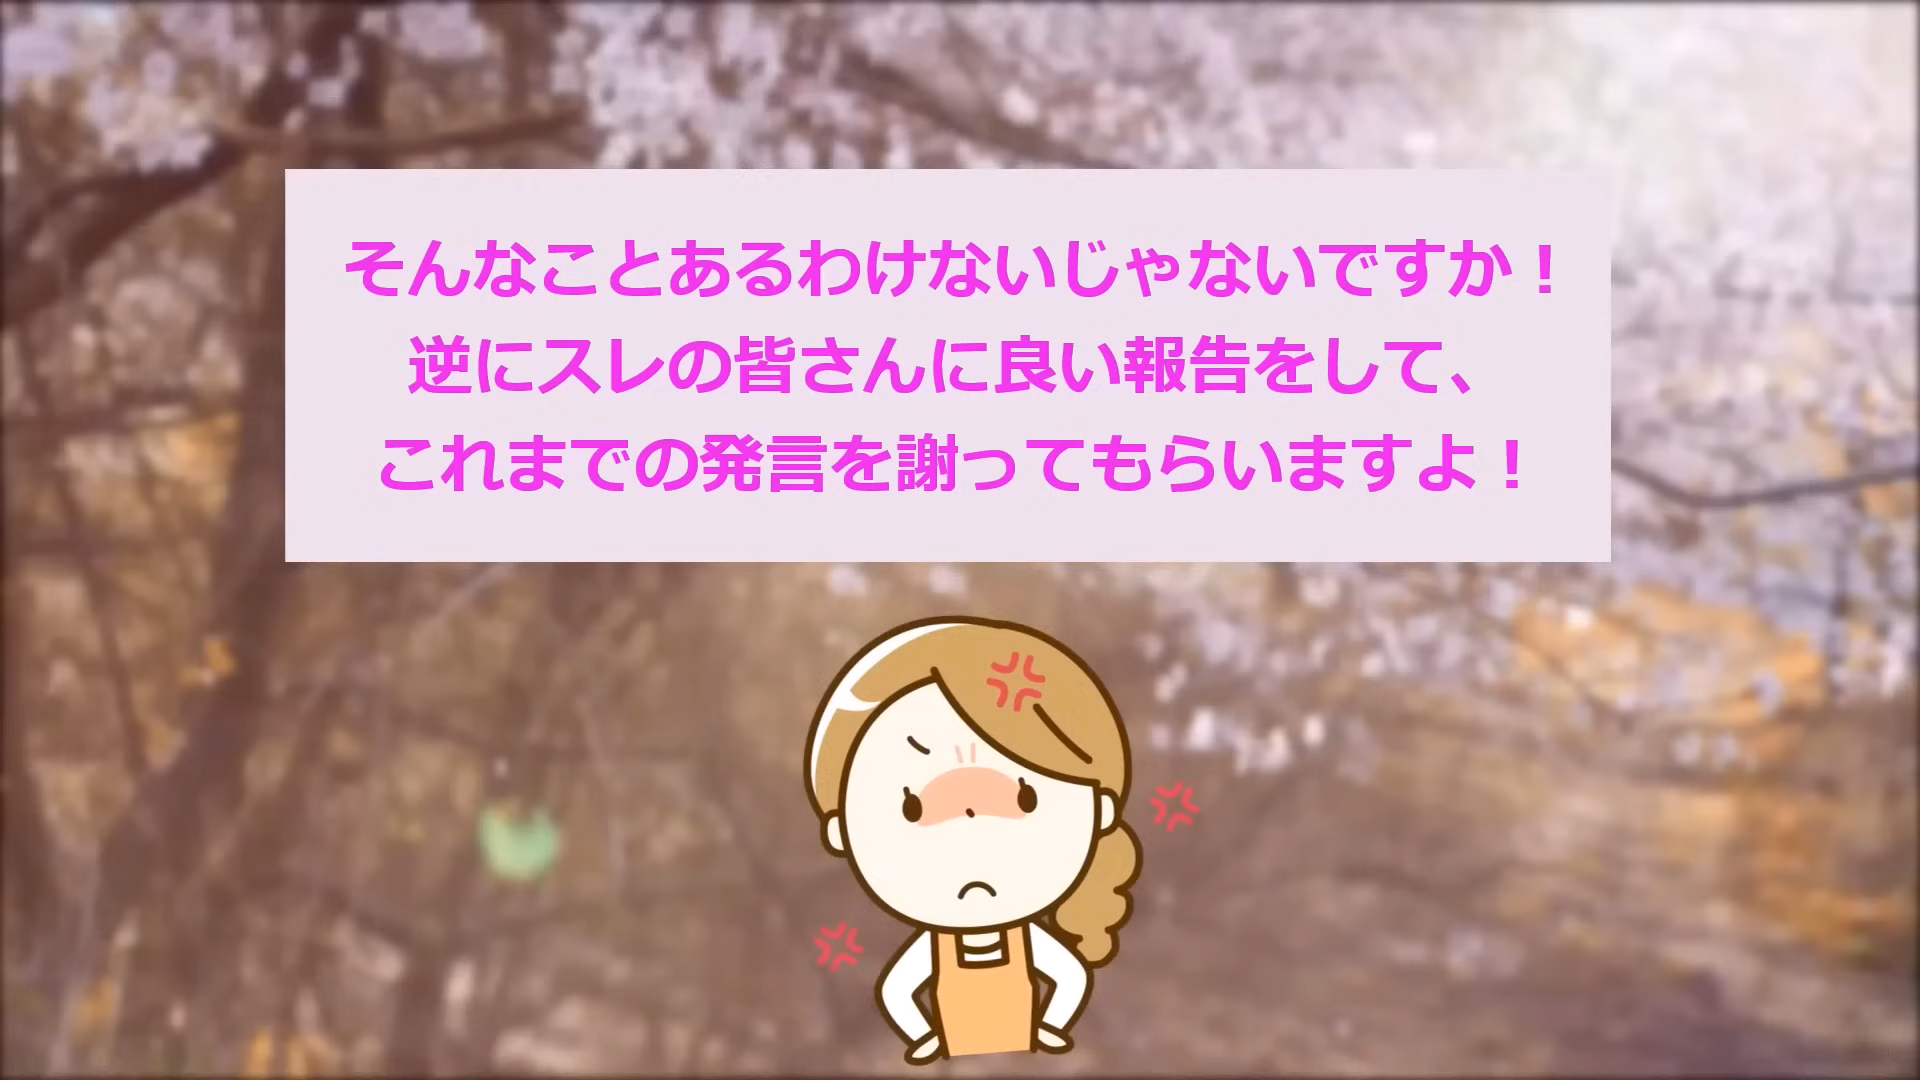 そんなことあるわけないじゃないですか！
逆にスレの皆さんに良い報告をして、
これまでの発言を謝ってもらいますよ！